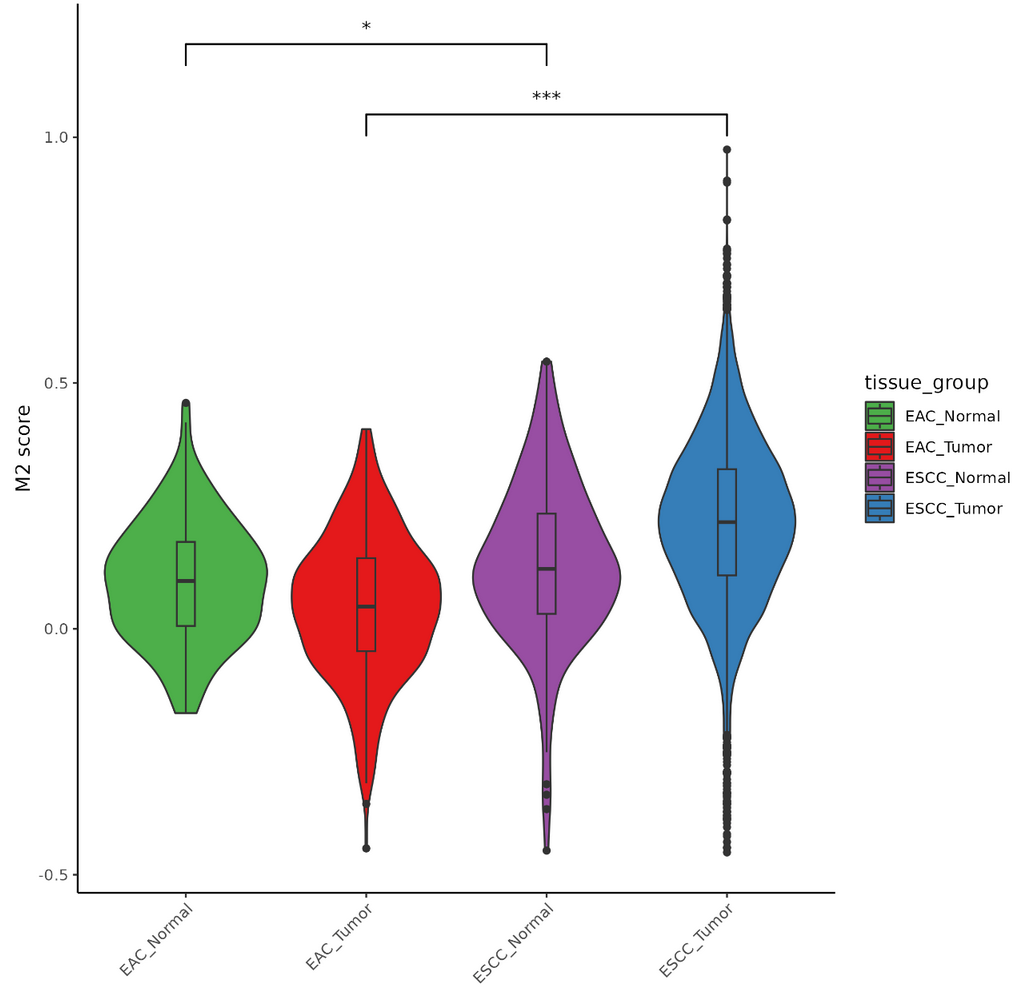 *
***
1.0
0.5
0.0
-0.5
M2 score
EAC_Normal
EAC_Tumor
ESCC_Normal
ESCC_Tumor
tissue_group
EAC_Normal
EAC_Tumor
ESCC_Normal
ESCC_Tumor